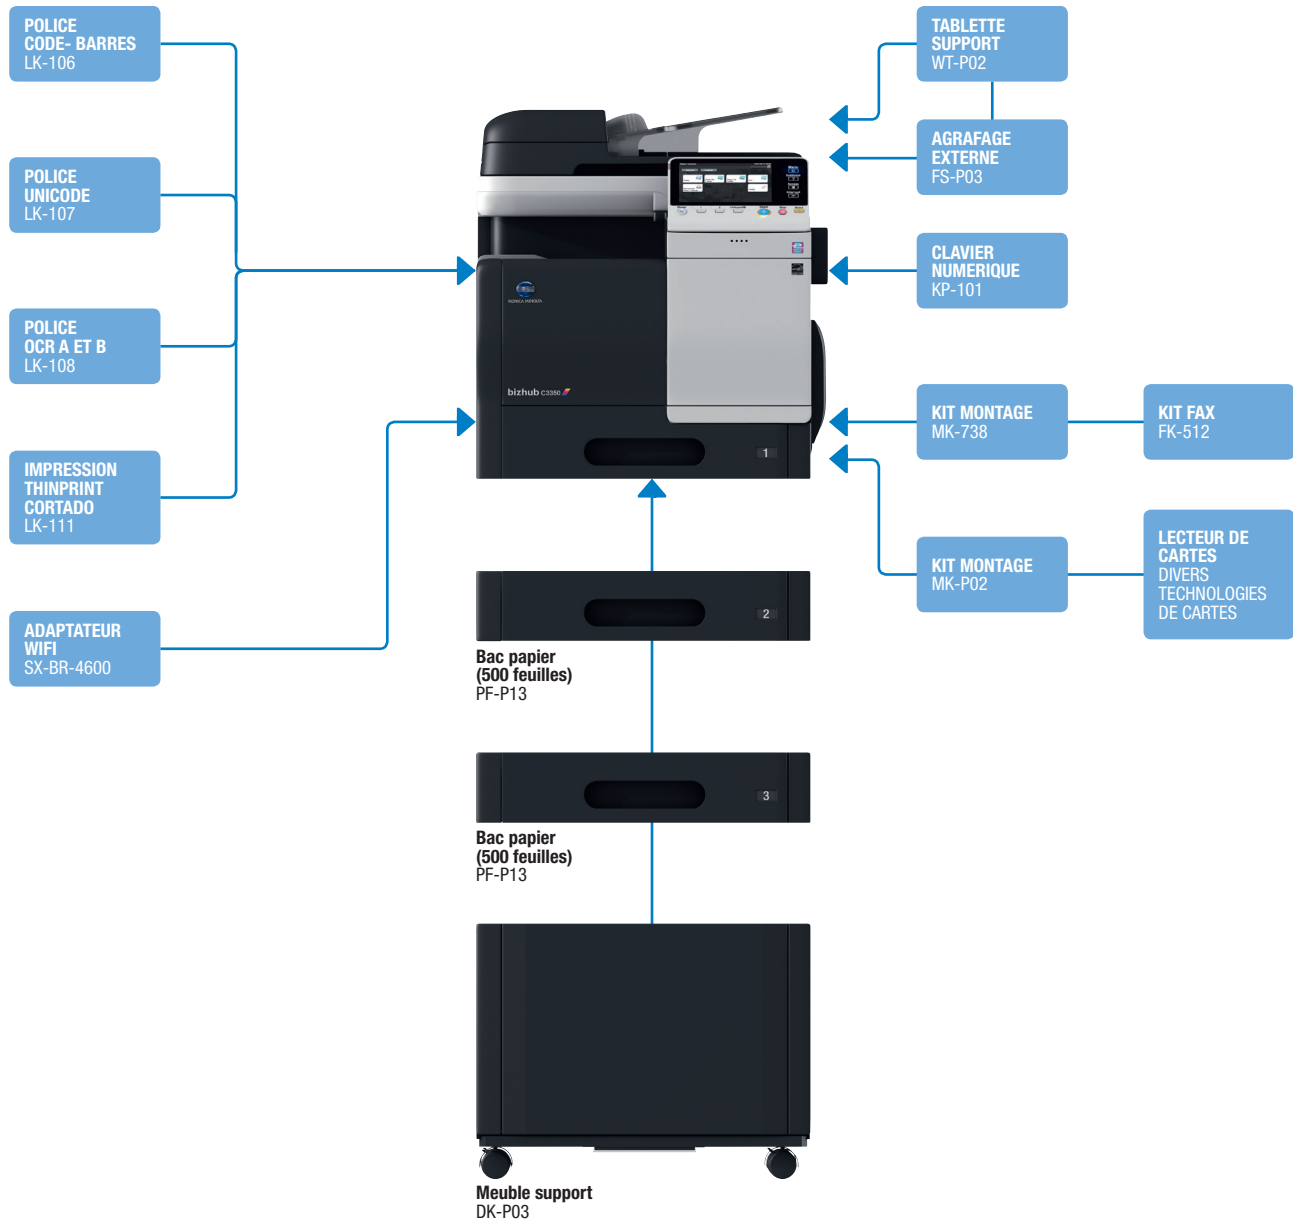 POLICE
CODE- BARRES
LK-106
POLICE
UNICODE
LK-107
POLICE
OCR A ET B
LK-108
IMPRESSION
THINPRINT
CORTADO
LK-111
ADAPTATEUR
WIFI
SX-BR-4600
TABLETTE
SUPPORT
WT-P02
AGRAFAGE
EXTERNE
FS-P03
CLAVIER
NUMERIQUE
KP-101
KIT MONTAGE
MK-738
KIT FAX
FK-512
KIT MONTAGE
MK-P02
LECTEUR DE
CARTES
DIVERS
TECHNOLOGIES
DE CARTES
KONICA MINOLTA
bizhub C3350
1
2
Bac papier
(500 feuilles)
PF-P13
3
Bac papier
(500 feuilles)
PF-P13
Meuble support
DK-P03